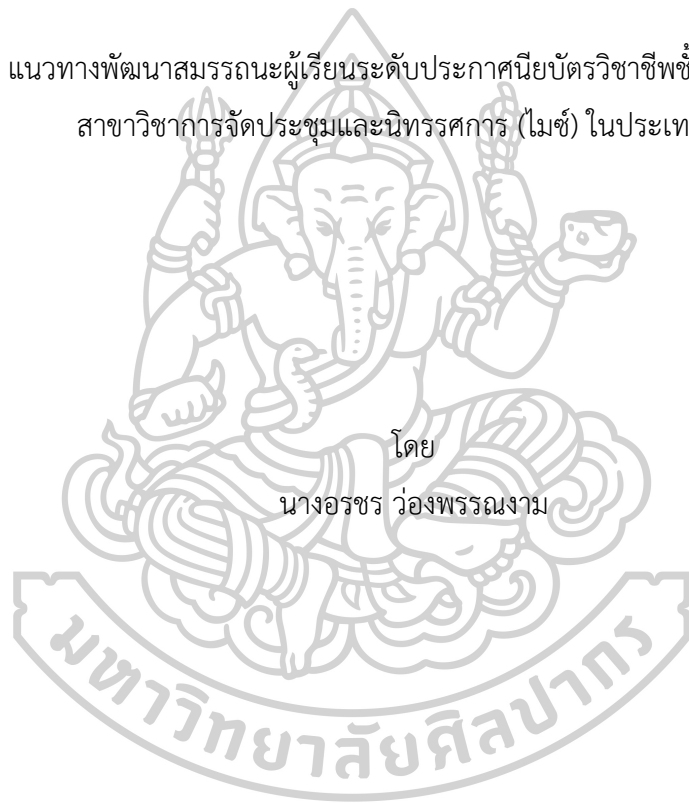 แนวทางพัฒนาสมรรถนะผู้เรียนระดับประกาศนียบัตรวิชาชีพชั้
สาขาวิชาการจัดประชุมและนิทรรศการ (ไมซ์) ในประเท
โดย
นางอรชร ว่องพรรณงาม
มหาวิทยาลัยศิลปากร